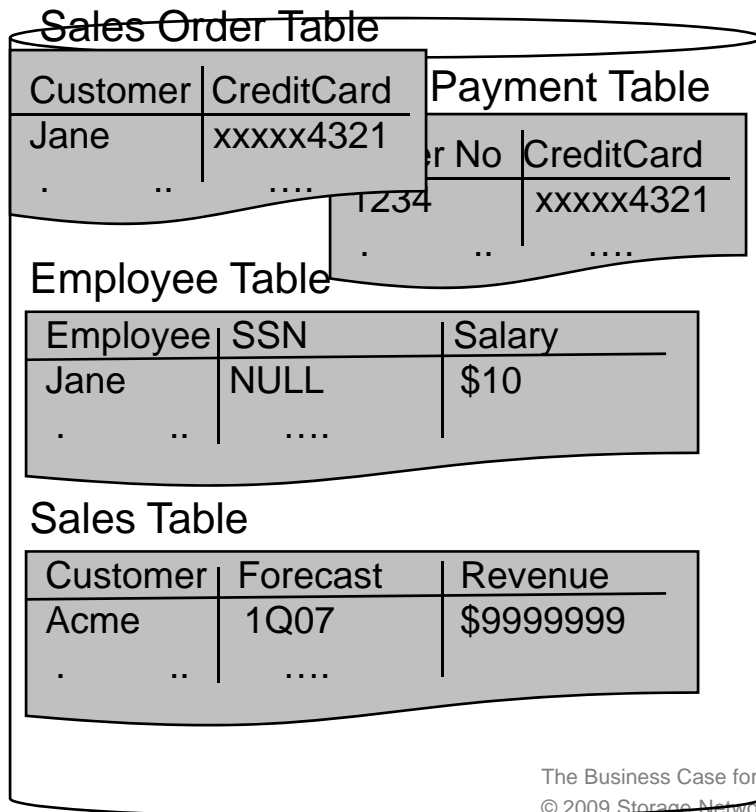 Sales Order Table
Customer CreditCard
Jane xxxxx4321
. .. ....
Payment Table
No CreditCard
1234 xxxxx4321
. .. ....
Employee Table
Employee SSN Salary
Jane NULL $10
. .. ....
Sales Table
Customer Forecast Revenue
Acme 1Q07 $9999999
. .. ....
The Business Case for
© 2009 Storage